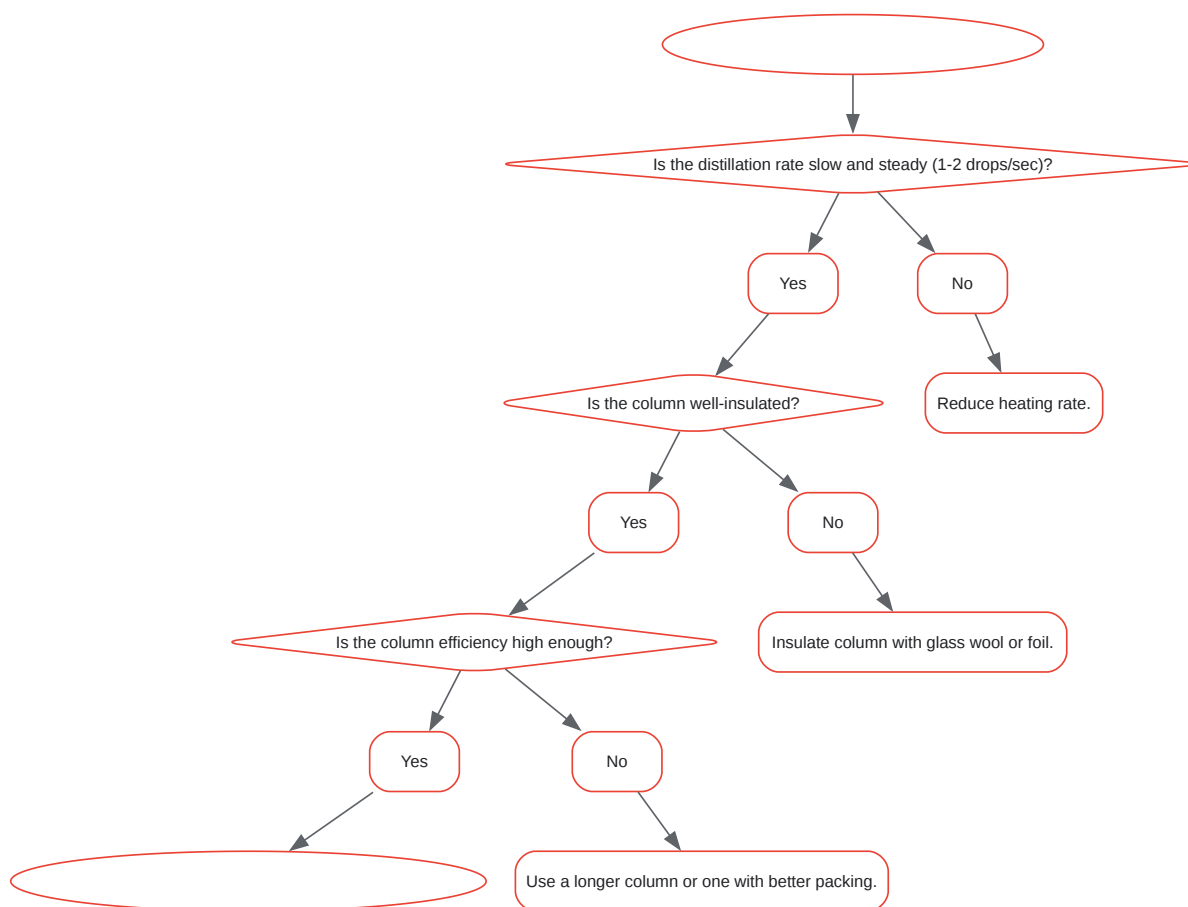 Is the distillation rate slow and steady (1-2 drops/sec)?
Yes
No
Is the column well-insulated?
Reduce heating rate.
Yes
No
Is the column efficiency high enough?
Insulate column with glass wool or foil.
Yes
No
Use a longer column or one with better packing.